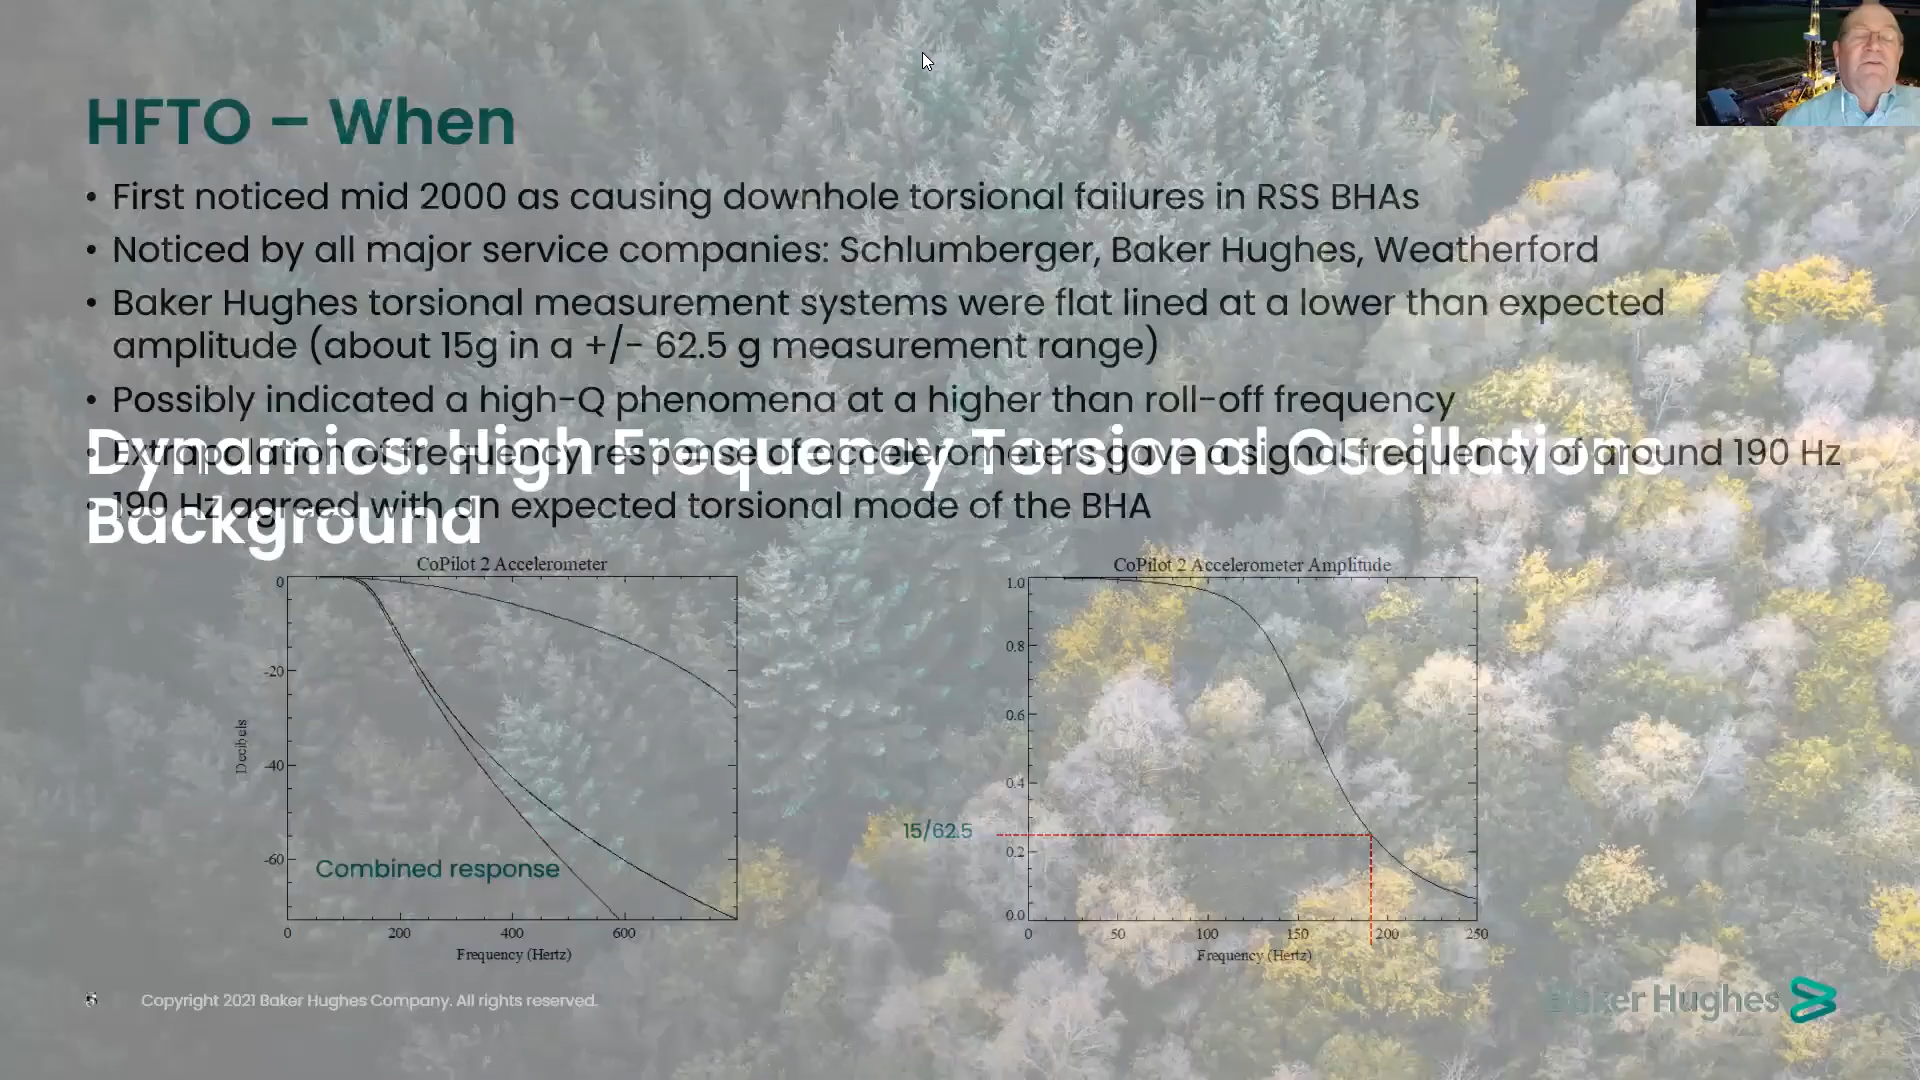 HFTO – When
• First noticed mid 2000 as causing downhole torsional failures in RSS BHAs
• Noticed by all major service companies: Schlumberger, Baker Hughes, Weatherford
• Baker Hughes torsional measurement systems were flat lined at a lower than expected
amplitude (about 15g in a +/- 62.5 g measurement range)
• Possibly indicated a high-Q phenomena at a higher than roll-off frequency
• Extrapolation of frequency response of accelerometers gave a signal frequency of around 190 Hz
• 190 Hz agreed with an expected torsional mode of the BHA
Dynamics: High Frequency Torsional Oscillations
Background
CoPilot 2 Accelerometer
0
-20
-40
-60
Decibels
Combined response
0 200 400 600
Frequency (Hertz)
CoPilot 2 Accelerometer Amplitude
1.0
0.8
0.6
0.4
0.2
0.0
15/62.5
0 50 100 150 200 250
Frequency (Hertz)
Copyright 2021 Baker Hughes Company. All rights reserved.
Baker Hughes